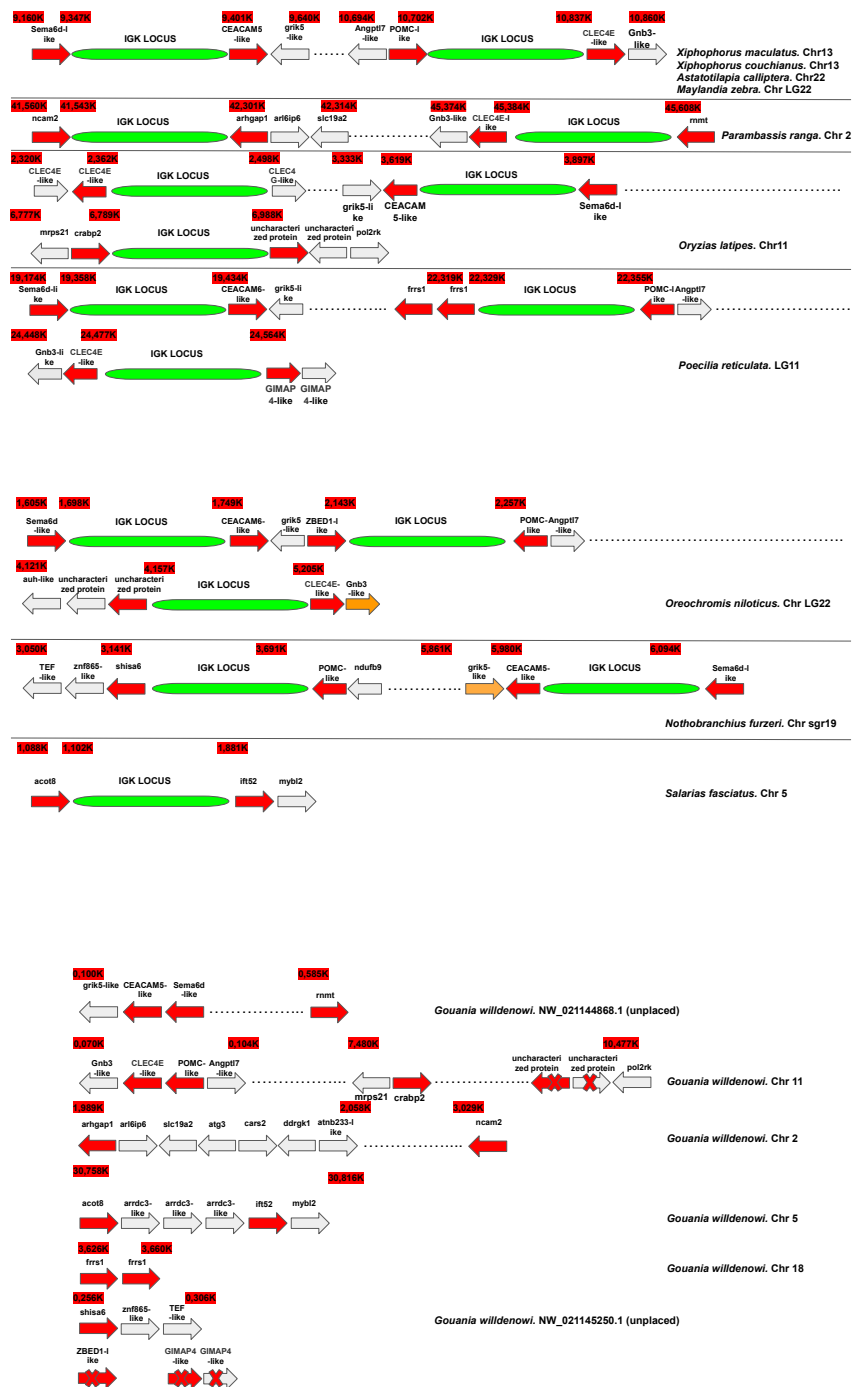 9,160K 9,347K 9,401K 9,640K 10,694K 10,702K 10,837K 10,860K
Sema6d-l ike IGK LOCUS CEACAM5 -like grik5 -like Angptl7 -like POMC-l ike IGK LOCUS CLEC4E -like Gnb3- like
Xiphophorus maculatus. Chr13
Xiphophorus couchianus. Chr13
Astatotilapia calliptera. Chr22
Maylandia zebra. Chr LG22
41,560K 41,543K 42,301K 42,314K 45,374K 45,384K 45,608K
ncam2 IGK LOCUS arhgap1 arl6ip6 slc19a2 Gnb3-like CLEC4E-l ike IGK LOCUS rnmt
Parambassis ranga. Chr 2
2,320K 2,362K 2,498K 3,333K 3,619K 3,897K
CLEC4E -like CLEC4E -like IGK LOCUS CLEC4 G-like grik5-li ke CEACAM 5-like IGK LOCUS Sema6d-l ike
6,777K 6,789K 6,988K
mrps21 crabp2 IGK LOCUS uncharacteri zed protein uncharacteri zed protein pol2rk
Oryzias latipes. Chr11
19,174K 19,358K 19,434K 22,319K 22,329K 22,355K
Sema6d-li ke IGK LOCUS CEACAM6- like grik5-li ke frrs1 frrs1 IGK LOCUS POMC-l ike Angptl7 -like
24,448K 24,477K 24,564K
Gnb3-li ke CLEC4E -like IGK LOCUS GIMAP 4-like GIMAP 4-like
Poecilia reticulata. LG11
1,605K 1,698K 1,749K 2,143K 2,257K
Sema6d -like IGK LOCUS CEACAM6- like grik5 -like ZBED1-l ike IGK LOCUS POMC- like Angptl7 -like
4,121K 4,157K 5,205K
auh-like uncharacteri zed protein uncharacteri zed protein IGK LOCUS CLEC4E- like Gnb3 -like
Oreochromis niloticus. Chr LG22
3,050K 3,141K 3,691K 5,861K 5,980K 6,094K
TEF -like znf865- like shisa6 IGK LOCUS POMC- like ndufb9 grik5- like CEACAM5- like IGK LOCUS Sema6d-l ike
Nothobranchius furzeri. Chr sgr19
1,086K 1,102K 1,881K
acot8 IGK LOCUS ift52 mybl2
Salarias fasciatus. Chr 5
0,100K 0,585K
grik5-like CEACAM5- like Sema6d -like rnmt
Gouania willdenowi. NW_021144868.1 (unplaced)
0,070K 0,104K 7,480K 10,477K
Gnb3 -like CLEC4E -like POMC- like Angptl7 -like mrps21 crabp2 uncharacteri zed protein uncharacteri zed protein pol2rk
Gouania willdenowi. Chr 11
1,989K 2,058K 3,029K
arhgap1 arl6ip6 slc19a2 atg3 cars2 ddrgk1 atnb233-l ike ncam2
Gouania willdenowi. Chr 2
30,758K 30,816K
acot8 arrdc3- like arrdc3- like arrdc3- like ift52 mybl2
Gouania willdenowi. Chr 5
3,626K 3,660K
frrs1 frrs1
Gouania willdenowi. Chr 18
0,256K 0,306K
shisa6 znf865- like TEF -like
Gouania willdenowi. NW_021145250.1 (unplaced)
ZBED1-l ike GIMAP4 -like GIMAP4 -like